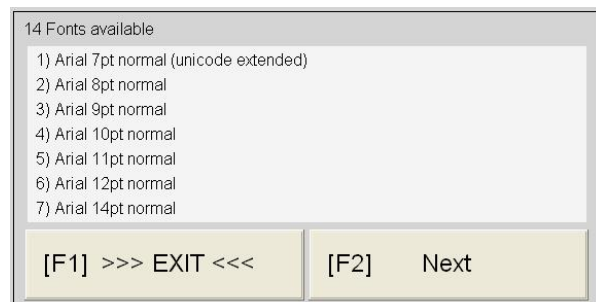 14 Fonts available
1) Arial 7pt normal (unicode extended)
2) Arial 8pt normal
3) Arial 9pt normal
4) Arial 10pt normal
5) Arial 11pt normal
6) Arial 12pt normal
7) Arial 14pt normal
[F1] >>> EXIT <<< [F2] Next